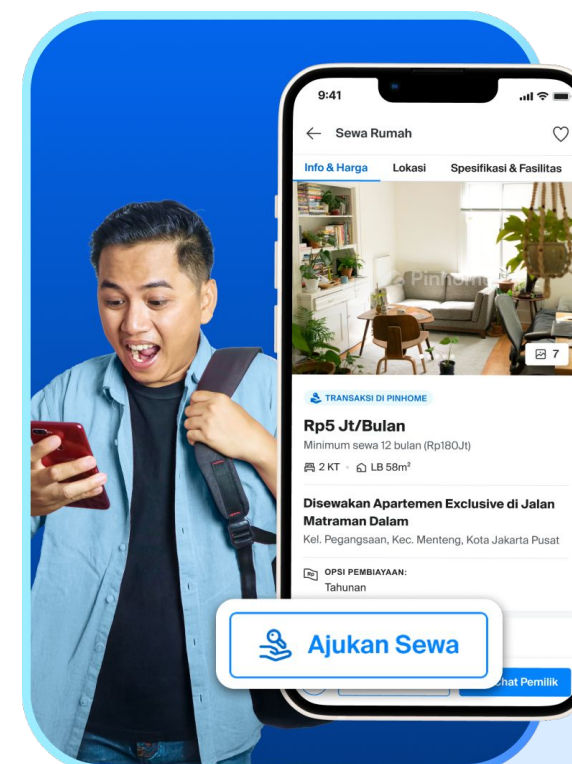 9:41
Sewa Rumah
Info & Harga Lokasi Spesifikasi & Fasilitas
Pinhome
7
TRANSAKSI DI PINHOME
Rp5 Jt/Bulan
Minimum sewa 12 bulan (Rp180Jt)
2 KT · LB 58m²
Disewakan Apartemen Exclusive di Jalan
Matraman Dalam
Kel. Pegangsaan, Kec. Menteng, Kota Jakarta Pusat
Rp OPSI PEMBIAYAAN:
Tahunan
Ajukan Sewa
Chat Pemilik